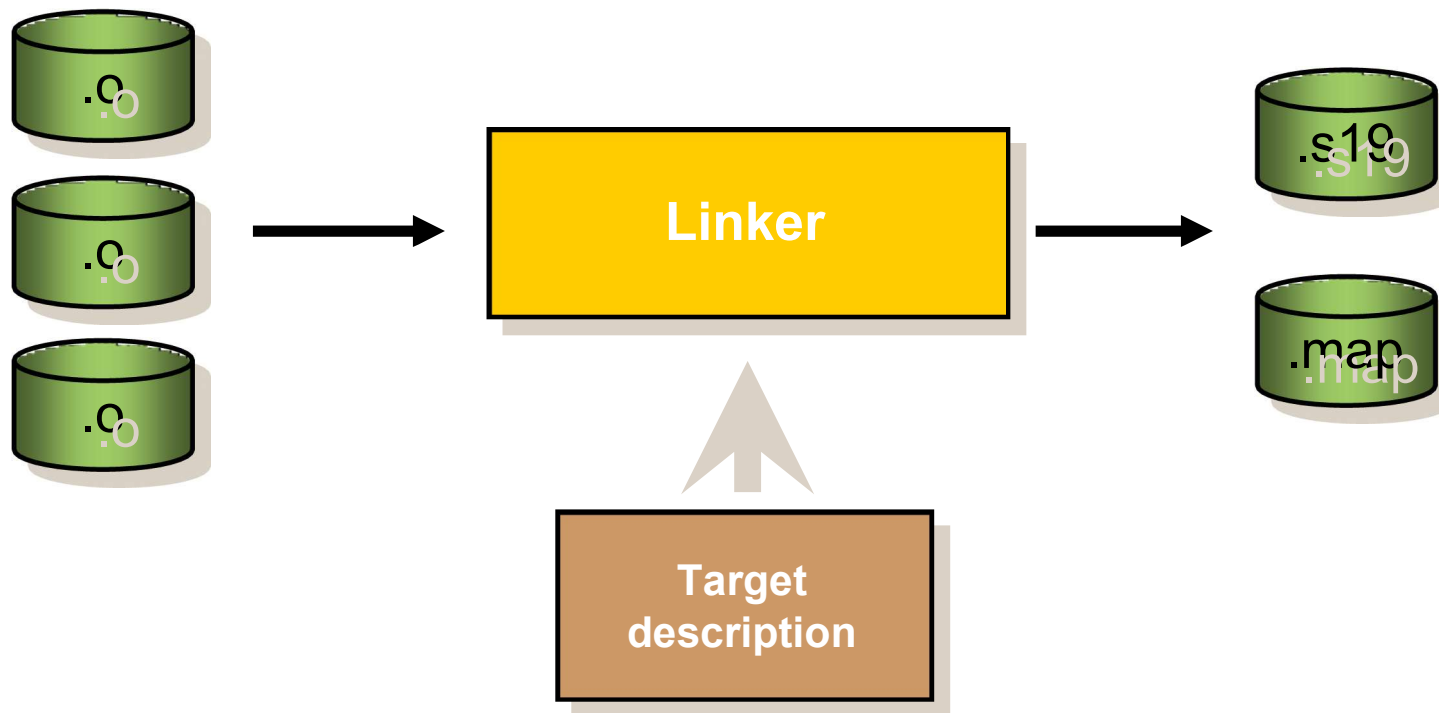 .o
.o
.o
Linker
Target
description
.s19
.map